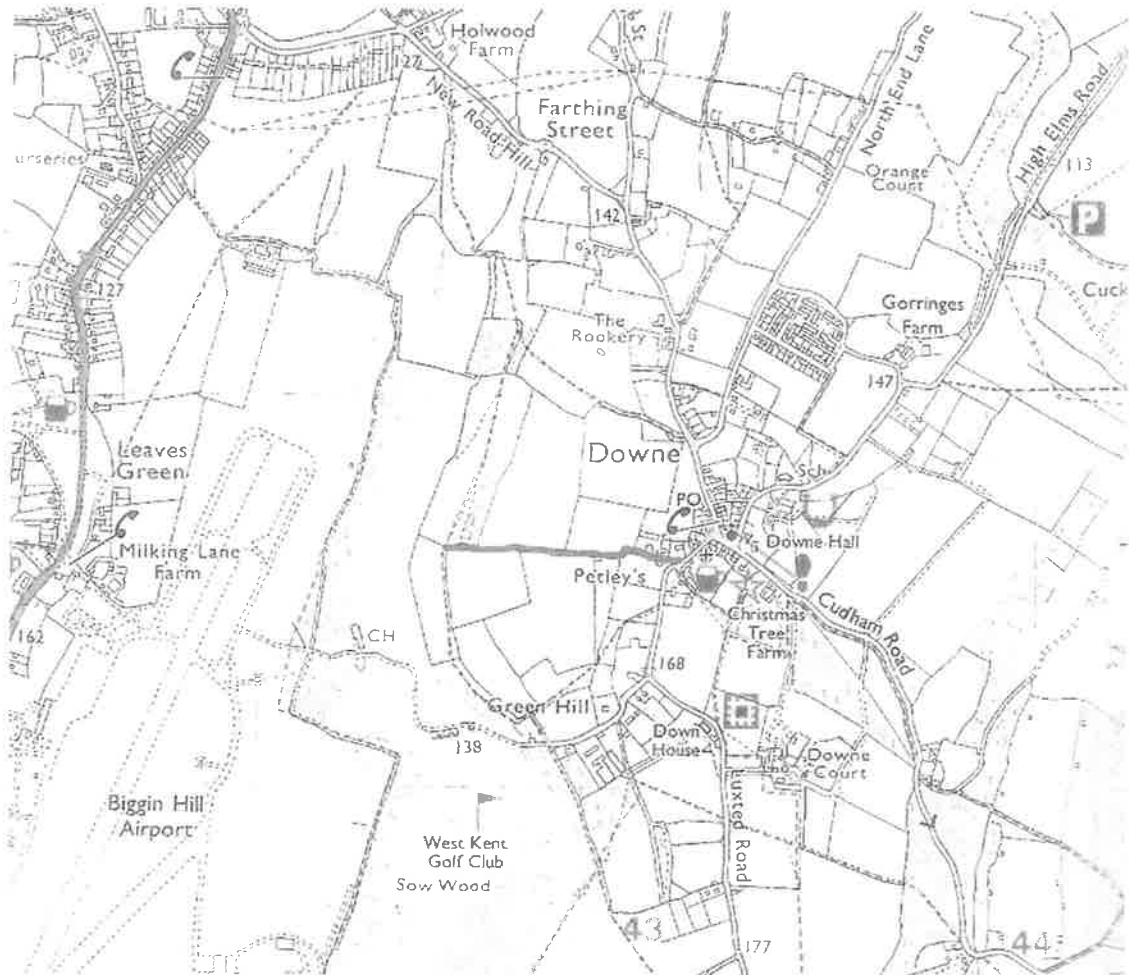 Holwood
Farm
127
St
New
Road Hill
Farthing
Street
North End Lane
High Elms Road
113
P
urseries
Orange
Court
142
127
Cuck
Gorringes
Farm
The
Rookery
147
Leaves
Green
Downe
Sch
PO
Milking Lane
Farm
Downe Hall
Petley's
Christmas
Tree
Farm
Cudham Road
162
CH
168
Green Hill
138
Down
House
Downe
Court
Luxted Road
Biggin Hill
Airport
West Kent
Golf Club
Sow Wood
43
177
44